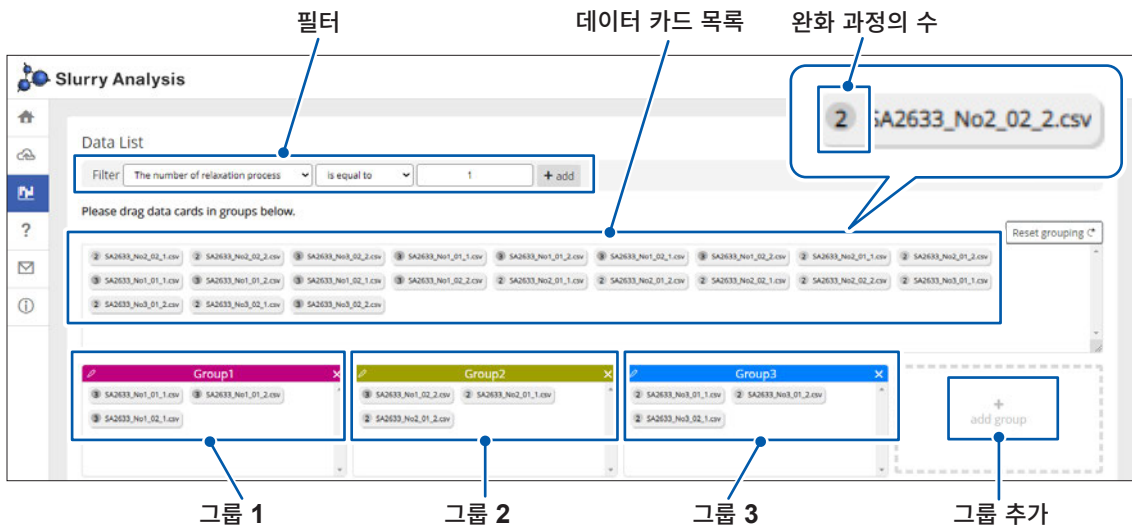 필터
데이터 카드 목록
완화 과정의 수
Slurry Analysis
2 SA2633_No2_02_2.csv
Data List
Filter The number of relaxation process is equal to 1 + add
Please drag data cards in groups below.
Reset grouping
2 SA2633_No2_02_1.csv 2 SA2633_No2_02_2.csv 3 SA2633_No3_02_2.csv 3 SA2633_No1_01_1.csv 3 SA2633_No1_01_2.csv 3 SA2633_No1_02_1.csv 3 SA2633_No1_02_2.csv 2 SA2633_No2_01_1.csv 2 SA2633_No2_01_2.csv
3 SA2633_No1_01_1.csv 3 SA2633_No1_01_2.csv 3 SA2633_No1_02_1.csv 3 SA2633_No1_02_2.csv 2 SA2633_No2_01_1.csv 2 SA2633_No2_01_2.csv 2 SA2633_No2_02_1.csv 2 SA2633_No2_02_2.csv 2 SA2633_No3_01_1.csv
2 SA2633_No3_01_2.csv 2 SA2633_No3_02_1.csv 3 SA2633_No3_02_2.csv
Group1
3 SA2633_No1_01_1.csv 3 SA2633_No1_01_2.csv
3 SA2633_No1_02_1.csv
Group2
3 SA2633_No1_02_2.csv 2 SA2633_No2_01_1.csv
2 SA2633_No2_01_2.csv
Group3
2 SA2633_No3_01_1.csv 2 SA2633_No3_01_2.csv
2 SA2633_No3_02_1.csv
+
add group
그룹 1
그룹 2
그룹 3
그룹 추가